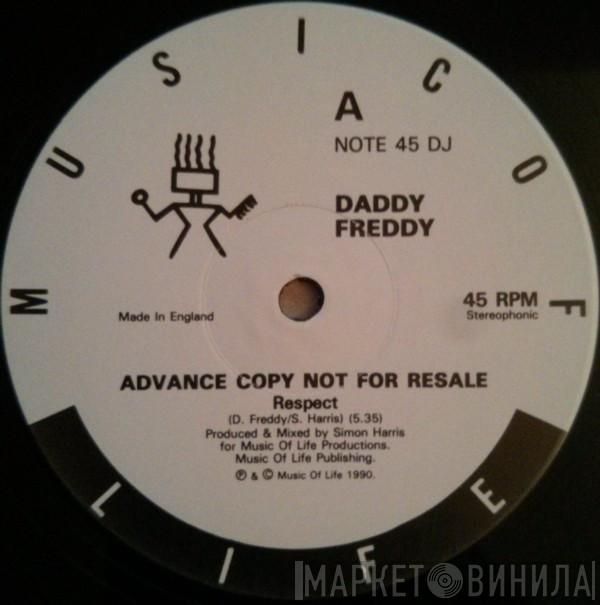 MUSIC OF LIFE
A
NOTE 45 DJ
DADDY
FREDDY
45 RPM
Stereophonic
Made In England
ADVANCE COPY NOT FOR RESALE
Respect
(D. Freddy/S. Harris) (5.35)
Produced & Mixed by Simon Harris
for Music Of Life Productions.
Music Of Life Publishing.
℗ & © Music Of Life 1990.
МАРКЕТ ВИНИЛА